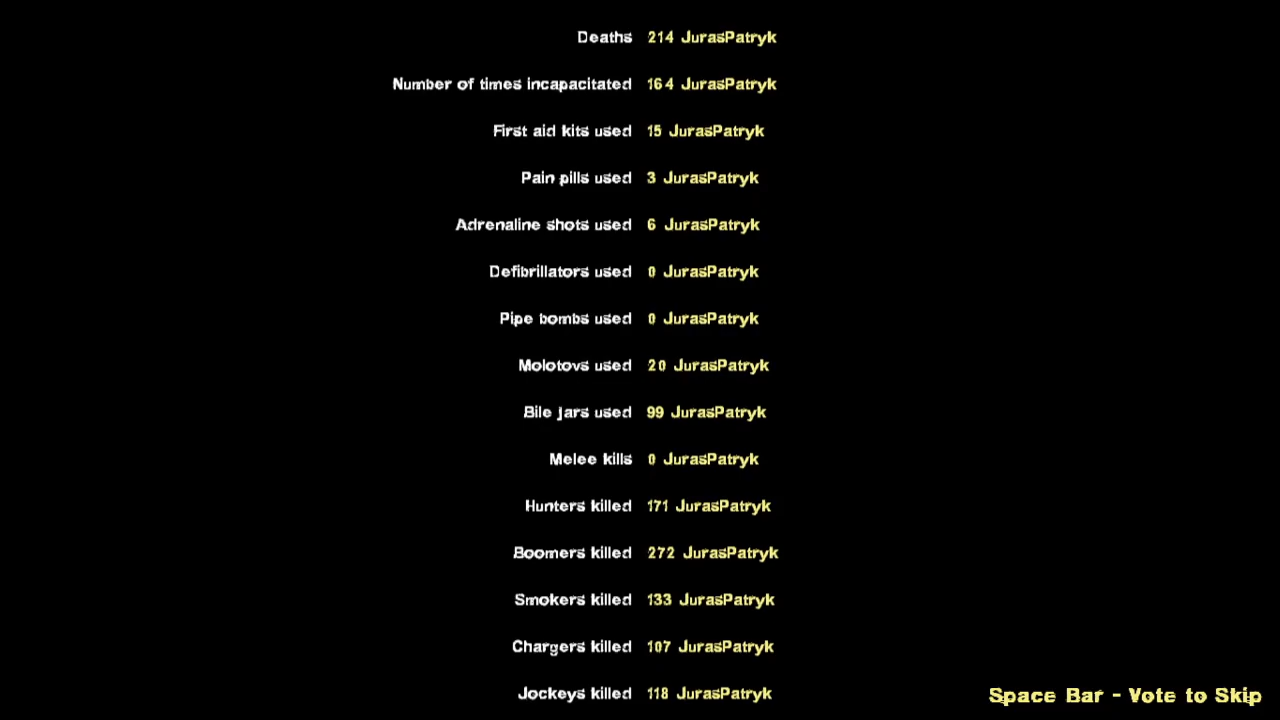 Deaths 214 JurasPatryk
Number of times incapacitated 164 JurasPatryk
First aid kits used 15 JurasPatryk
Pain pills used 3 JurasPatryk
Adrenaline shots used 6 JurasPatryk
Defibrillators used 0 JurasPatryk
Pipe bombs used 0 JurasPatryk
Molotovs used 20 JurasPatryk
Bile jars used 99 JurasPatryk
Melee kills 0 JurasPatryk
Hunters killed 171 JurasPatryk
Boomers killed 272 JurasPatryk
Smokers killed 133 JurasPatryk
Chargers killed 107 JurasPatryk
Jockeys killed 118 JurasPatryk
Space Bar - Vote to Skip